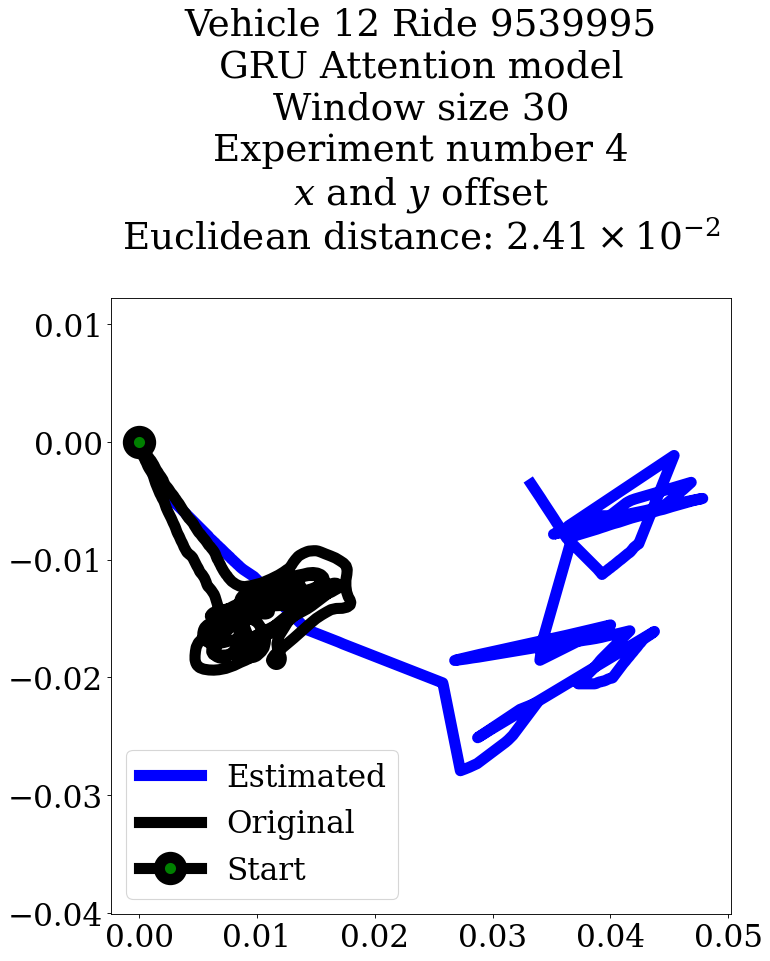 Vehicle 12 Ride 9539995
GRU Attention model
Window size 30
Experiment number 4
x and y offset
Euclidean distance: 2.41 × 10⁻²
0.01
0.00
−0.01
−0.02
−0.03
−0.04
Estimated
Original
Start
0.00 0.01 0.02 0.03 0.04 0.05